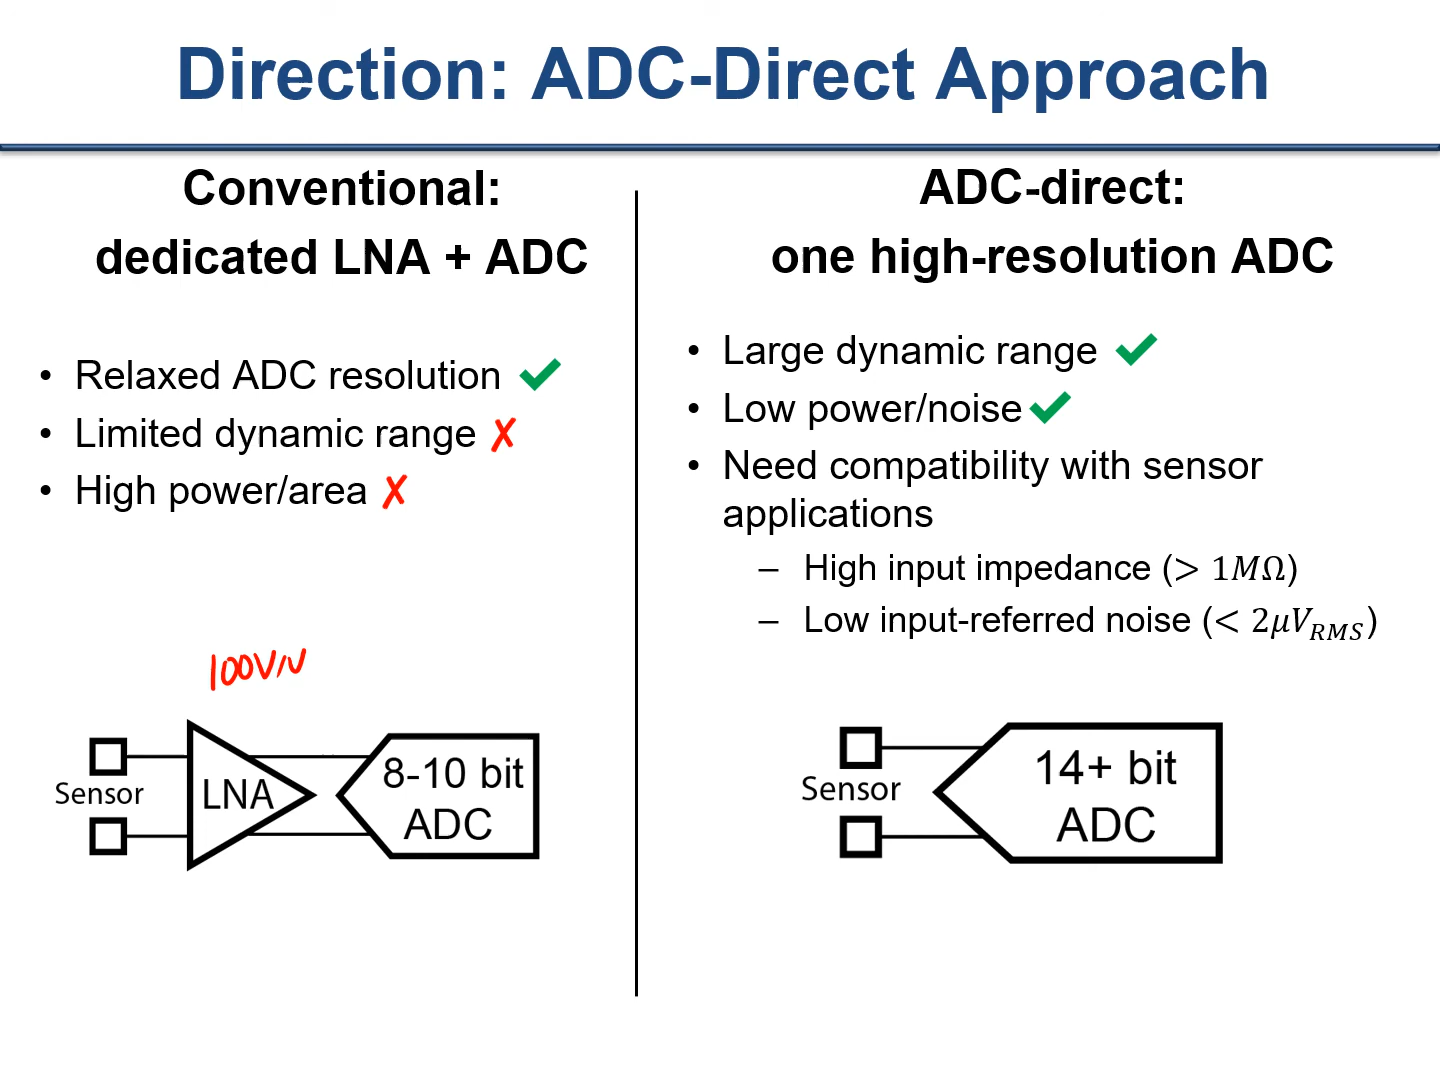 Direction: ADC-Direct Approach
Conventional:
dedicated LNA + ADC
• Relaxed ADC resolution ✓
• Limited dynamic range ✗
• High power/area ✗
100V/V
Sensor
LNA
8-10 bit
ADC
ADC-direct:
one high-resolution ADC
• Large dynamic range ✓
• Low power/noise ✓
• Need compatibility with sensor
applications
– High input impedance (> 1MΩ)
– Low input-referred noise (< 2μV_RMS)
Sensor
14+ bit
ADC